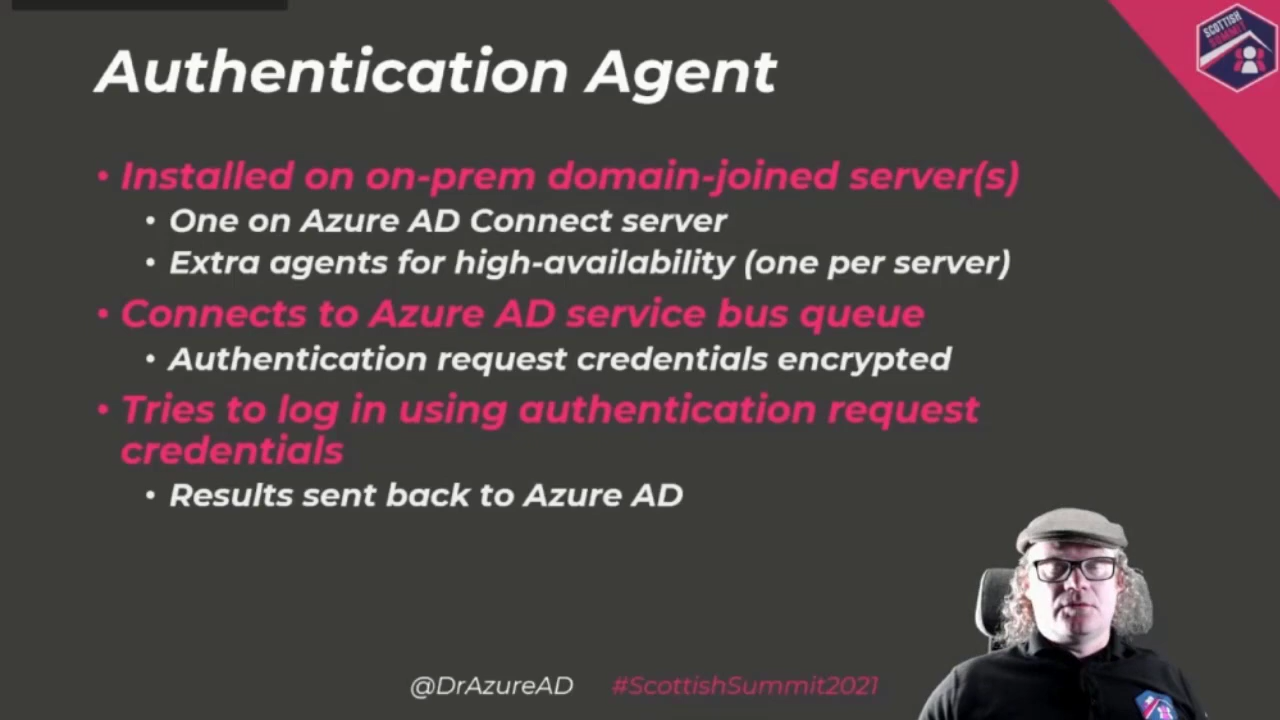 SCOTTISH
SUMMIT
Authentication Agent
• Installed on on-prem domain-joined server(s)
• One on Azure AD Connect server
• Extra agents for high-availability (one per server)
• Connects to Azure AD service bus queue
• Authentication request credentials encrypted
• Tries to log in using authentication request
credentials
• Results sent back to Azure AD
@DrAzureAD #ScottishSummit2021